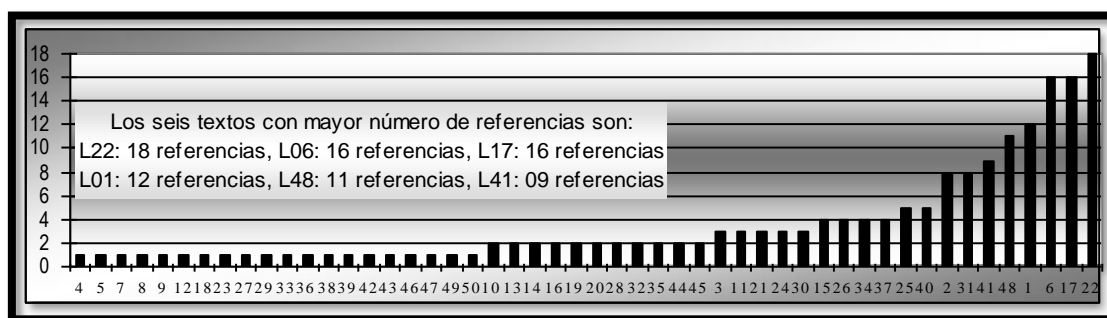 18
16
14
12
10
8
6
4
2
0
Los seis textos con mayor número de referencias son:
L22: 18 referencias, L06: 16 referencias, L17: 16 referencias
L01: 12 referencias, L48: 11 referencias, L41: 09 referencias
4 5 7 8 9 12 18 23 27 29 33 36 38 39 42 43 46 47 49 50 10 13 14 16 19 20 28 32 35 44 45 3 11 21 24 30 15 26 34 37 25 40 2 31 41 48 1 6 17 22